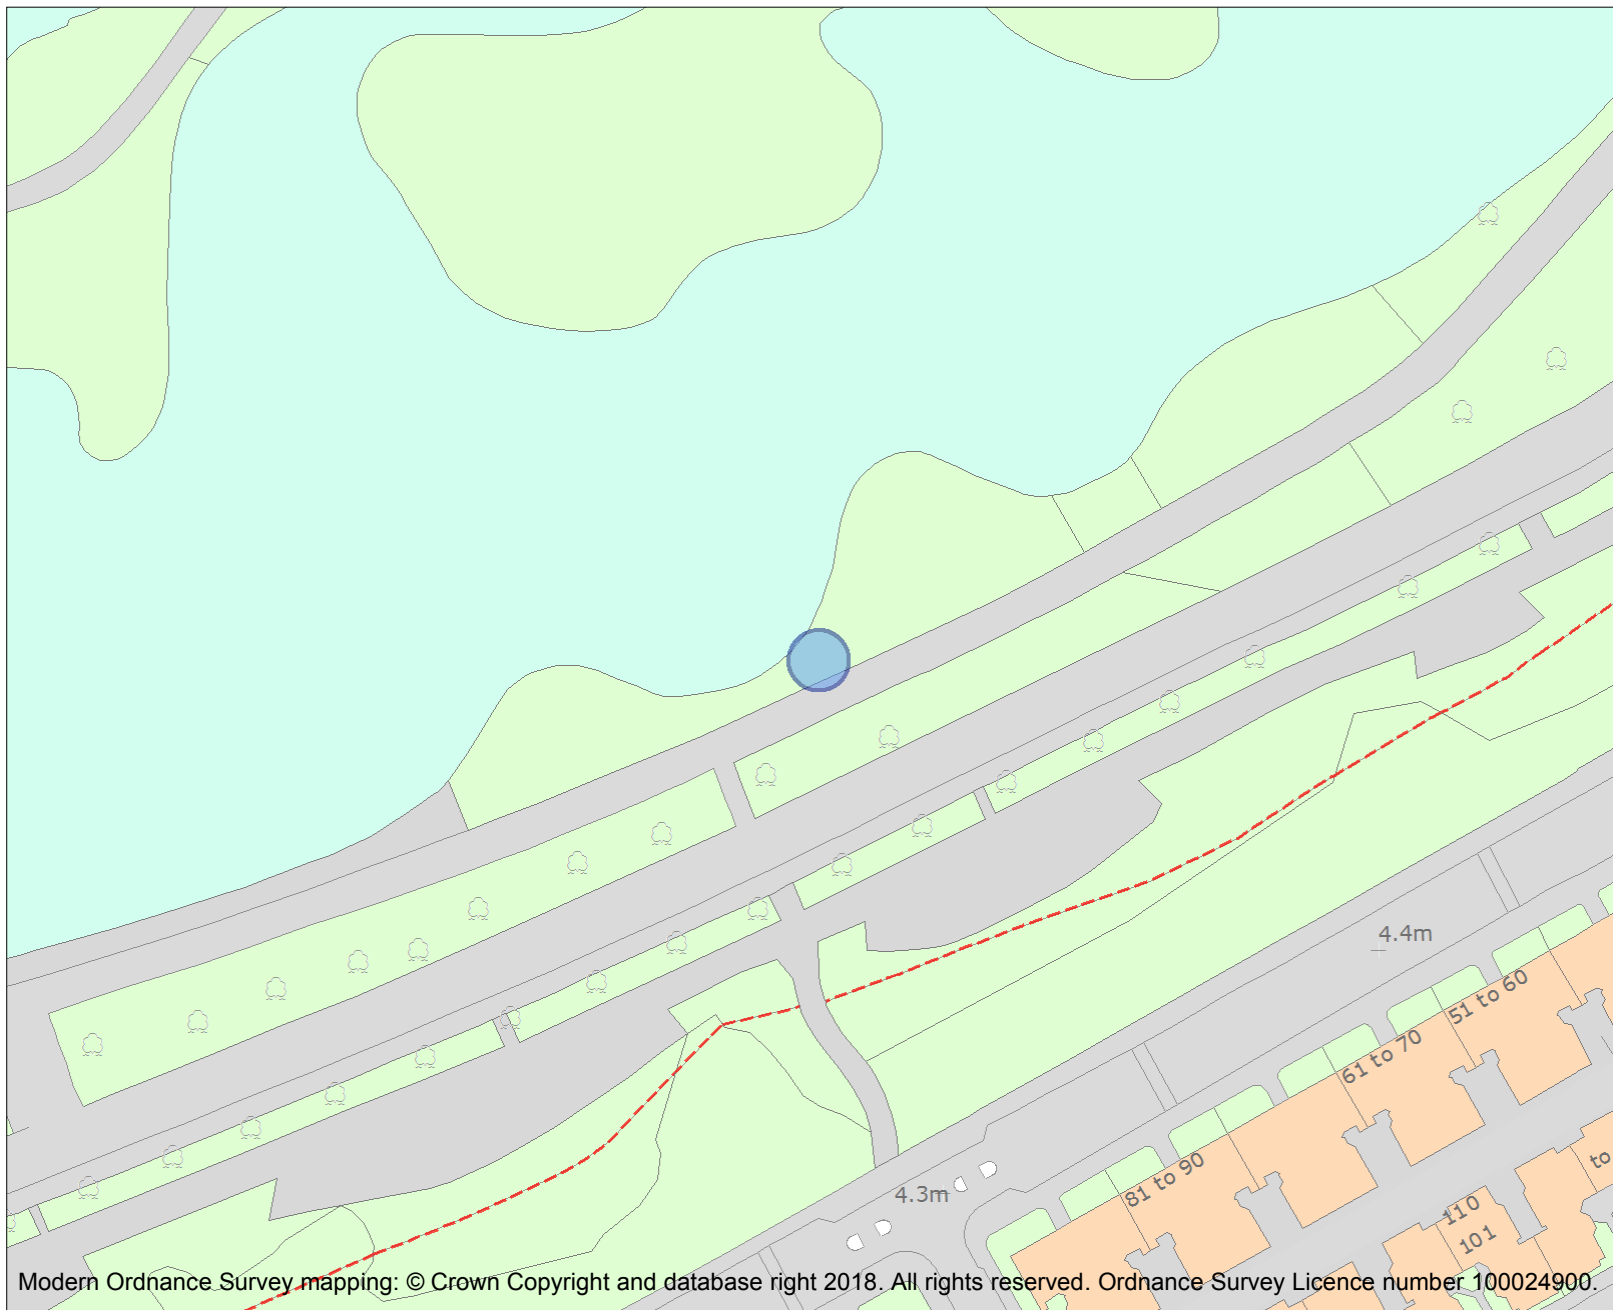 4.4m
51 to 60
61 to 70
81 to 90
to
4.3m
110
101
Modern Ordnance Survey mapping: © Crown Copyright and database right 2018. All rights reserved. Ordnance Survey Licence number 100024900.